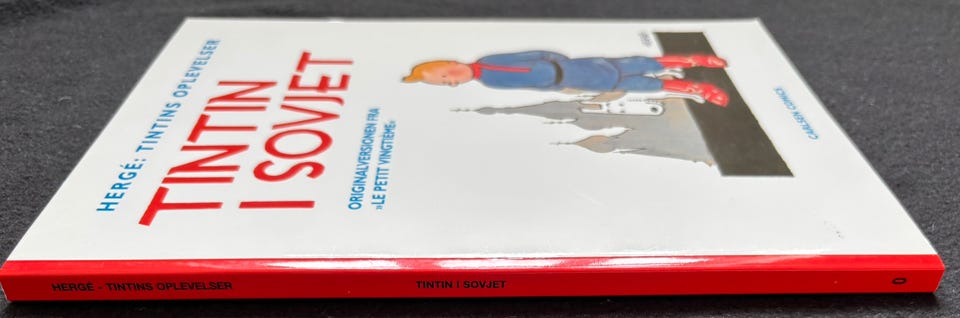 HERGÉ: TINTINS OPLEVELSER
TINTIN
I SOVJET
ORIGINALVERSIONEN FRA
»LE PETIT VINGTIÈME«
CARLSEN COMICS
HERGÉ - TINTINS OPLEVELSER
TINTIN I SOVJET
0